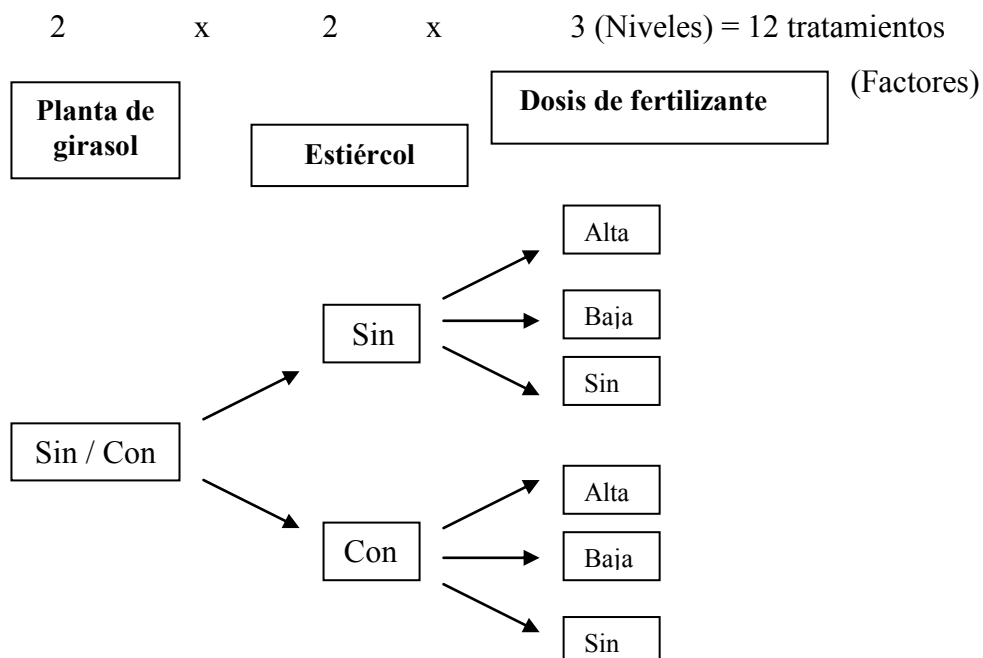 2 x 2 x 3 (Niveles) = 12 tratamientos
(Factores)
Planta de
girasol
Estiércol
Dosis de fertilizante
Alta
Baja
Sin
Sin
Sin / Con
Con
Alta
Baja
Sin